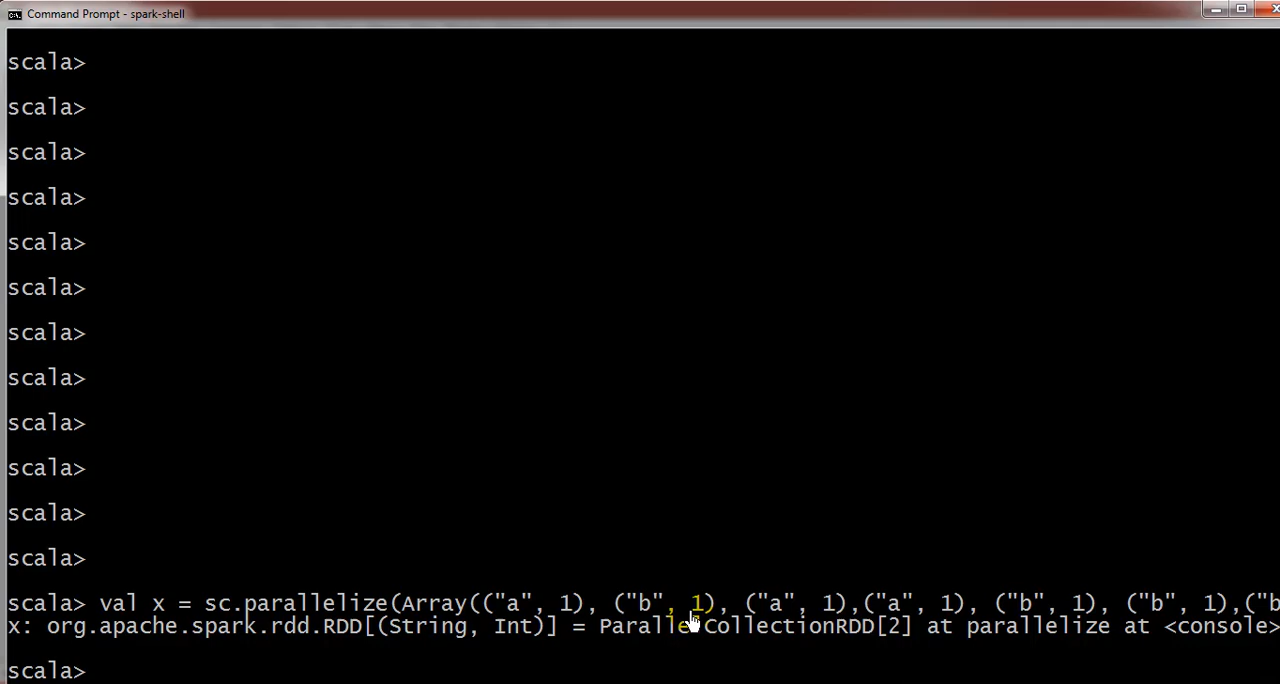 Command Prompt - spark-shell
scala>
scala>
scala>
scala>
scala>
scala>
scala>
scala>
scala>
scala>
scala>
scala>
scala> val x = sc.parallelize(Array(("a", 1), ("b", 1), ("a", 1),("a", 1), ("b", 1), ("b", 1),("b
x: org.apache.spark.rdd.RDD[(String, Int)] = ParallelCollectionRDD[2] at parallelize at <console>
scala>